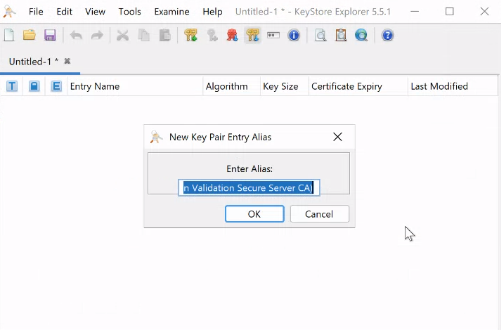 File Edit View Tools Examine Help Untitled-1 * - KeyStore Explorer 5.5.1
Untitled-1 *
T E Entry Name Algorithm Key Size Certificate Expiry Last Modified
New Key Pair Entry Alias
Enter Alias:
n Validation Secure Server CA)
OK Cancel